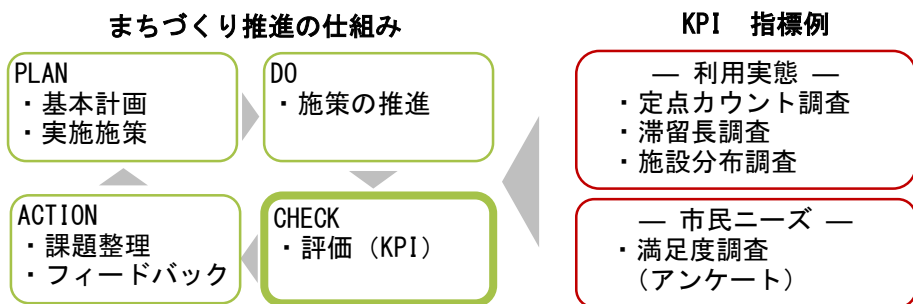 まちづくり推進の仕組み
PLAN
・基本計画
・実施施策
DO
・施策の推進
ACTION
・課題整理
・フィードバック
CHECK
・評価（KPI）
KPI　指標例
― 利用実態 ―
・定点カウント調査
・滞留長調査
・施設分布調査
― 市民ニーズ ―
・満足度調査
（アンケート）